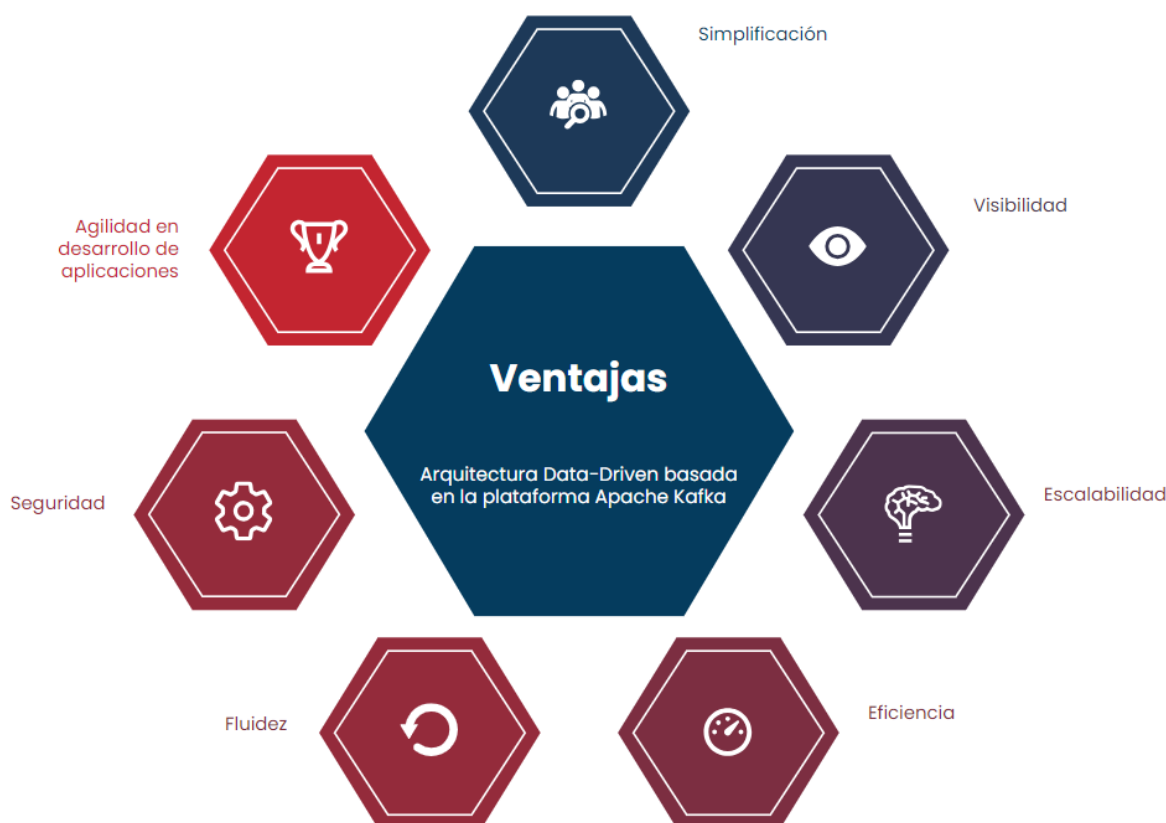 Simplificación
Visibilidad
Agilidad en
desarrollo de
aplicaciones
Ventajas
Arquitectura Data-Driven basada
en la plataforma Apache Kafka
Seguridad
Escalabilidad
Fluidez
Eficiencia